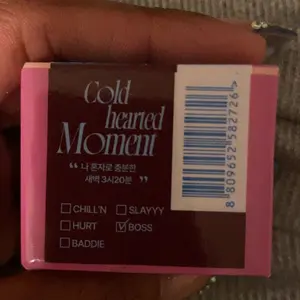 Cold
hearted
Moment
“ 나 혼자로 충분한
새벽 3시20분 ”
☐ CHILL'N ☐ SLAYYY
☐ HURT ☑ BOSS
☐ BADDIE
8 809652 582726 >